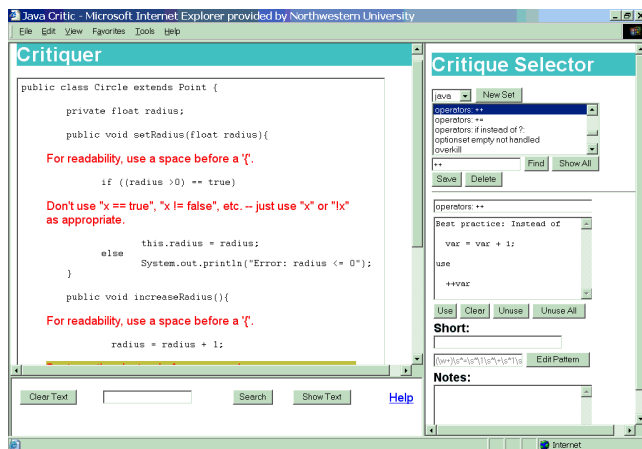 Java Critic - Microsoft Internet Explorer provided by Northwestern University
File Edit View Favorites Tools Help
Critiquer
public class Circle extends Point {
private float radius;
public void setRadius(float radius){
For readability, use a space before a '{'.
if ((radius >0) == true)
Don't use "x == true", "x != false", etc. -- just use "x" or "!x"
as appropriate.
this.radius = radius;
else
System.out.println("Error: radius <= 0");
}
public void increaseRadius(){
For readability, use a space before a '{'.
radius = radius + 1;
Clear Text
Search
Show Text
Help
Critique Selector
java
New Set
operators: ++
operators: +=
operators: if instead of ?:
optionset empty not handled
overkill
++
Find
Show All
Save
Delete
operators: ++
Best practice: Instead of
var = var + 1;
use
++var
Use
Clear
Unuse
Unuse All
Short:
Edit Pattern
Notes:
Internet